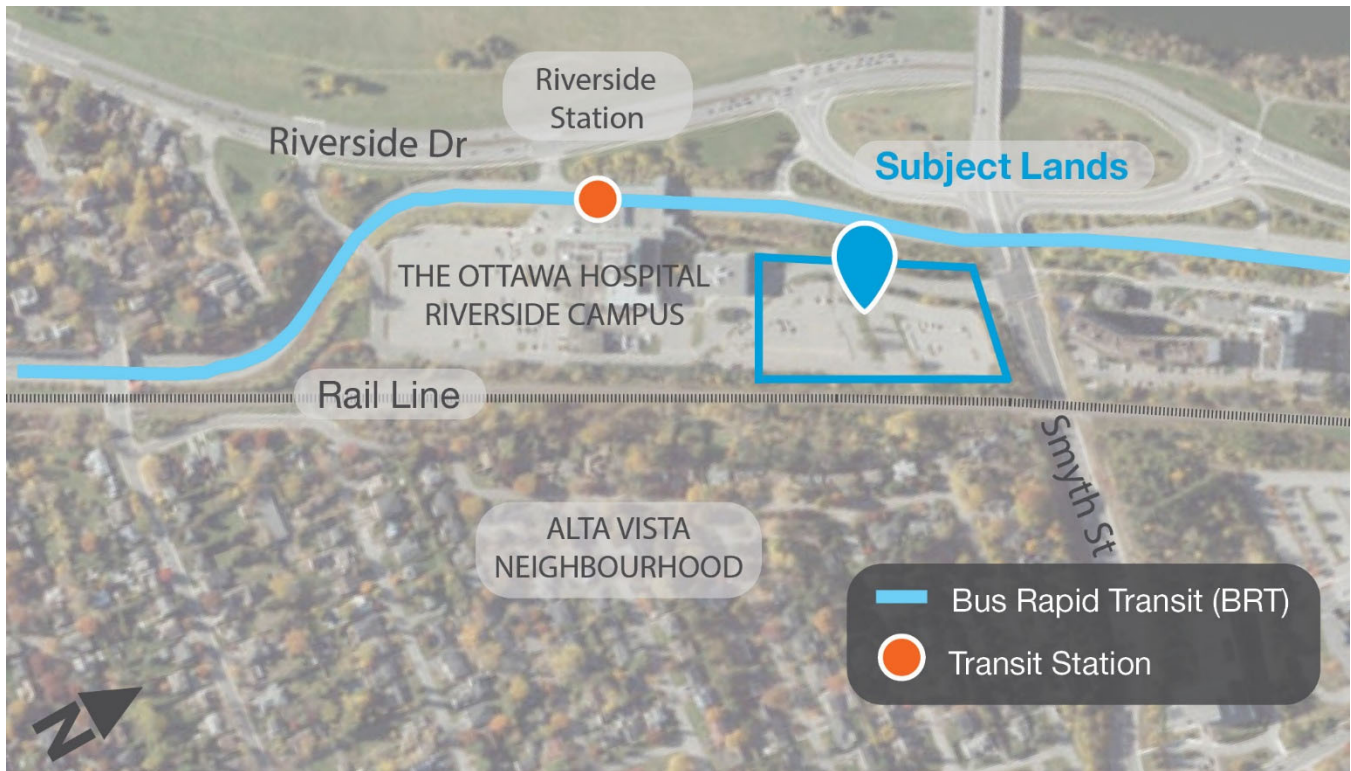 Riverside
Station
Riverside Dr
Subject Lands
THE OTTAWA HOSPITAL
RIVERSIDE CAMPUS
Rail Line
Smyth St
ALTA VISTA
NEIGHBOURHOOD
Bus Rapid Transit (BRT)
Transit Station
N